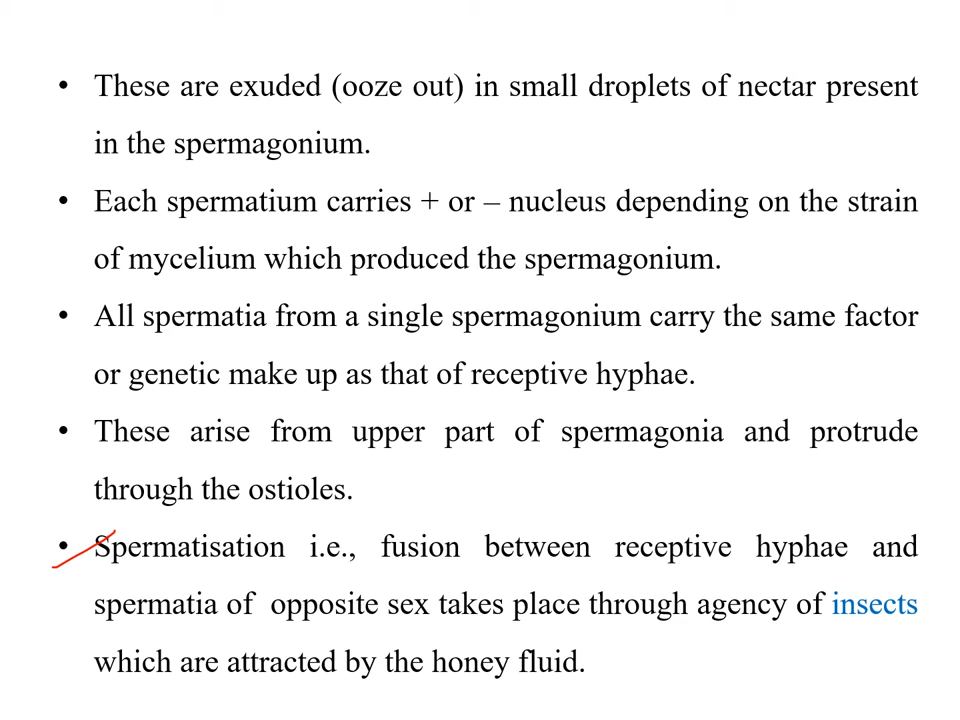 • These are exuded (ooze out) in small droplets of nectar present
in the spermagonium.
• Each spermatium carries + or – nucleus depending on the strain
of mycelium which produced the spermagonium.
• All spermatia from a single spermagonium carry the same factor
or genetic make up as that of receptive hyphae.
• These arise from upper part of spermagonia and protrude
through the ostioles.
• Spermatisation i.e., fusion between receptive hyphae and
spermatia of opposite sex takes place through agency of insects
which are attracted by the honey fluid.